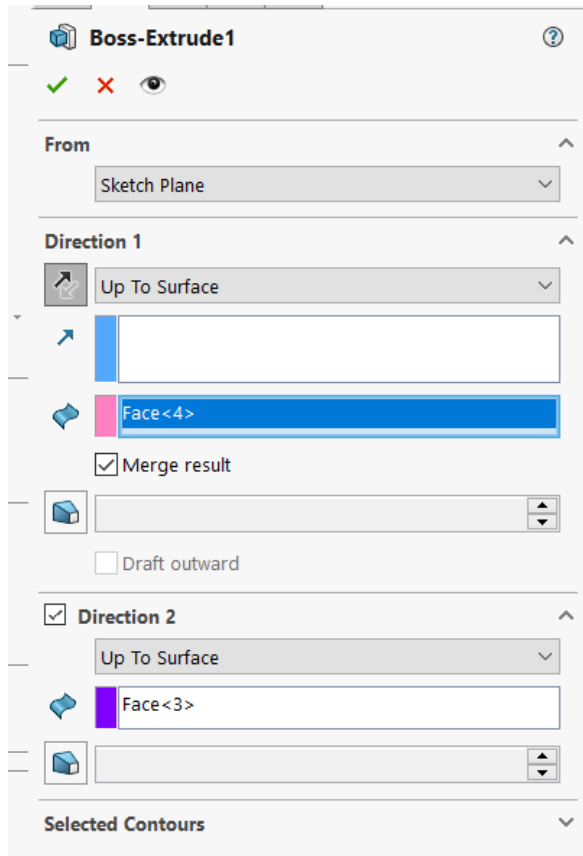 Boss-Extrude1
From
Sketch Plane
Direction 1
Up To Surface
Face<4>
Merge result
Draft outward
Direction 2
Up To Surface
Face<3>
Selected Contours